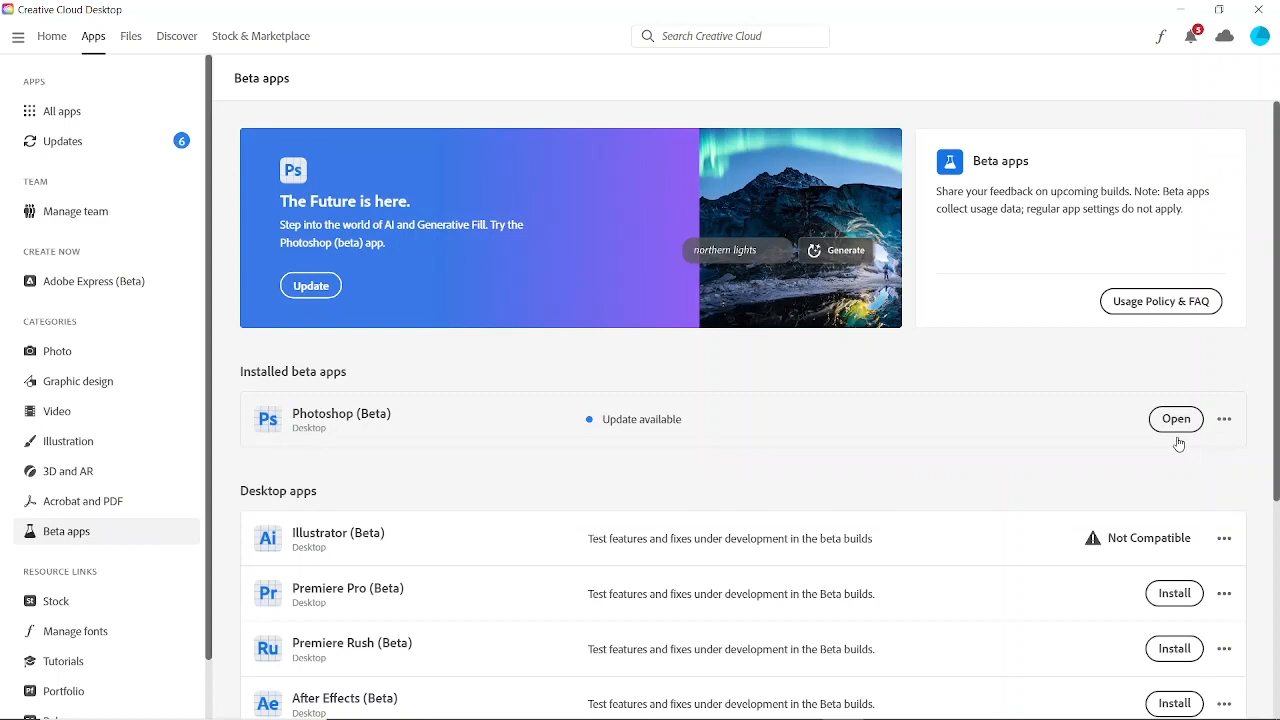 Creative Cloud Desktop
Home Apps Files Discover Stock & Marketplace
Search Creative Cloud
5
APPS
All apps
Updates 6
TEAM
Manage team
CREATE NOW
Adobe Express (Beta)
CATEGORIES
Photo
Graphic design
Video
Illustration
3D and AR
Acrobat and PDF
Beta apps
RESOURCE LINKS
St Stock
Manage fonts
Tutorials
Pf Portfolio
Beta apps
Ps
The Future is here.
Step into the world of AI and Generative Fill. Try the
Photoshop (beta) app.
Update
northern lights Generate
Beta apps
Share your feedback on upcoming builds. Note: Beta apps
collect usage data; regular app settings do not apply.
Usage Policy & FAQ
Installed beta apps
Ps Photoshop (Beta)
Desktop
Update available
Open
Desktop apps
Ai Illustrator (Beta)
Desktop
Test features and fixes under development in the beta builds
Not Compatible
Pr Premiere Pro (Beta)
Desktop
Test features and fixes under development in the Beta builds.
Install
Ru Premiere Rush (Beta)
Desktop
Test features and fixes under development in the Beta builds.
Install
Ae After Effects (Beta)
Desktop
Test features and fixes under development in the Beta builds.
Install